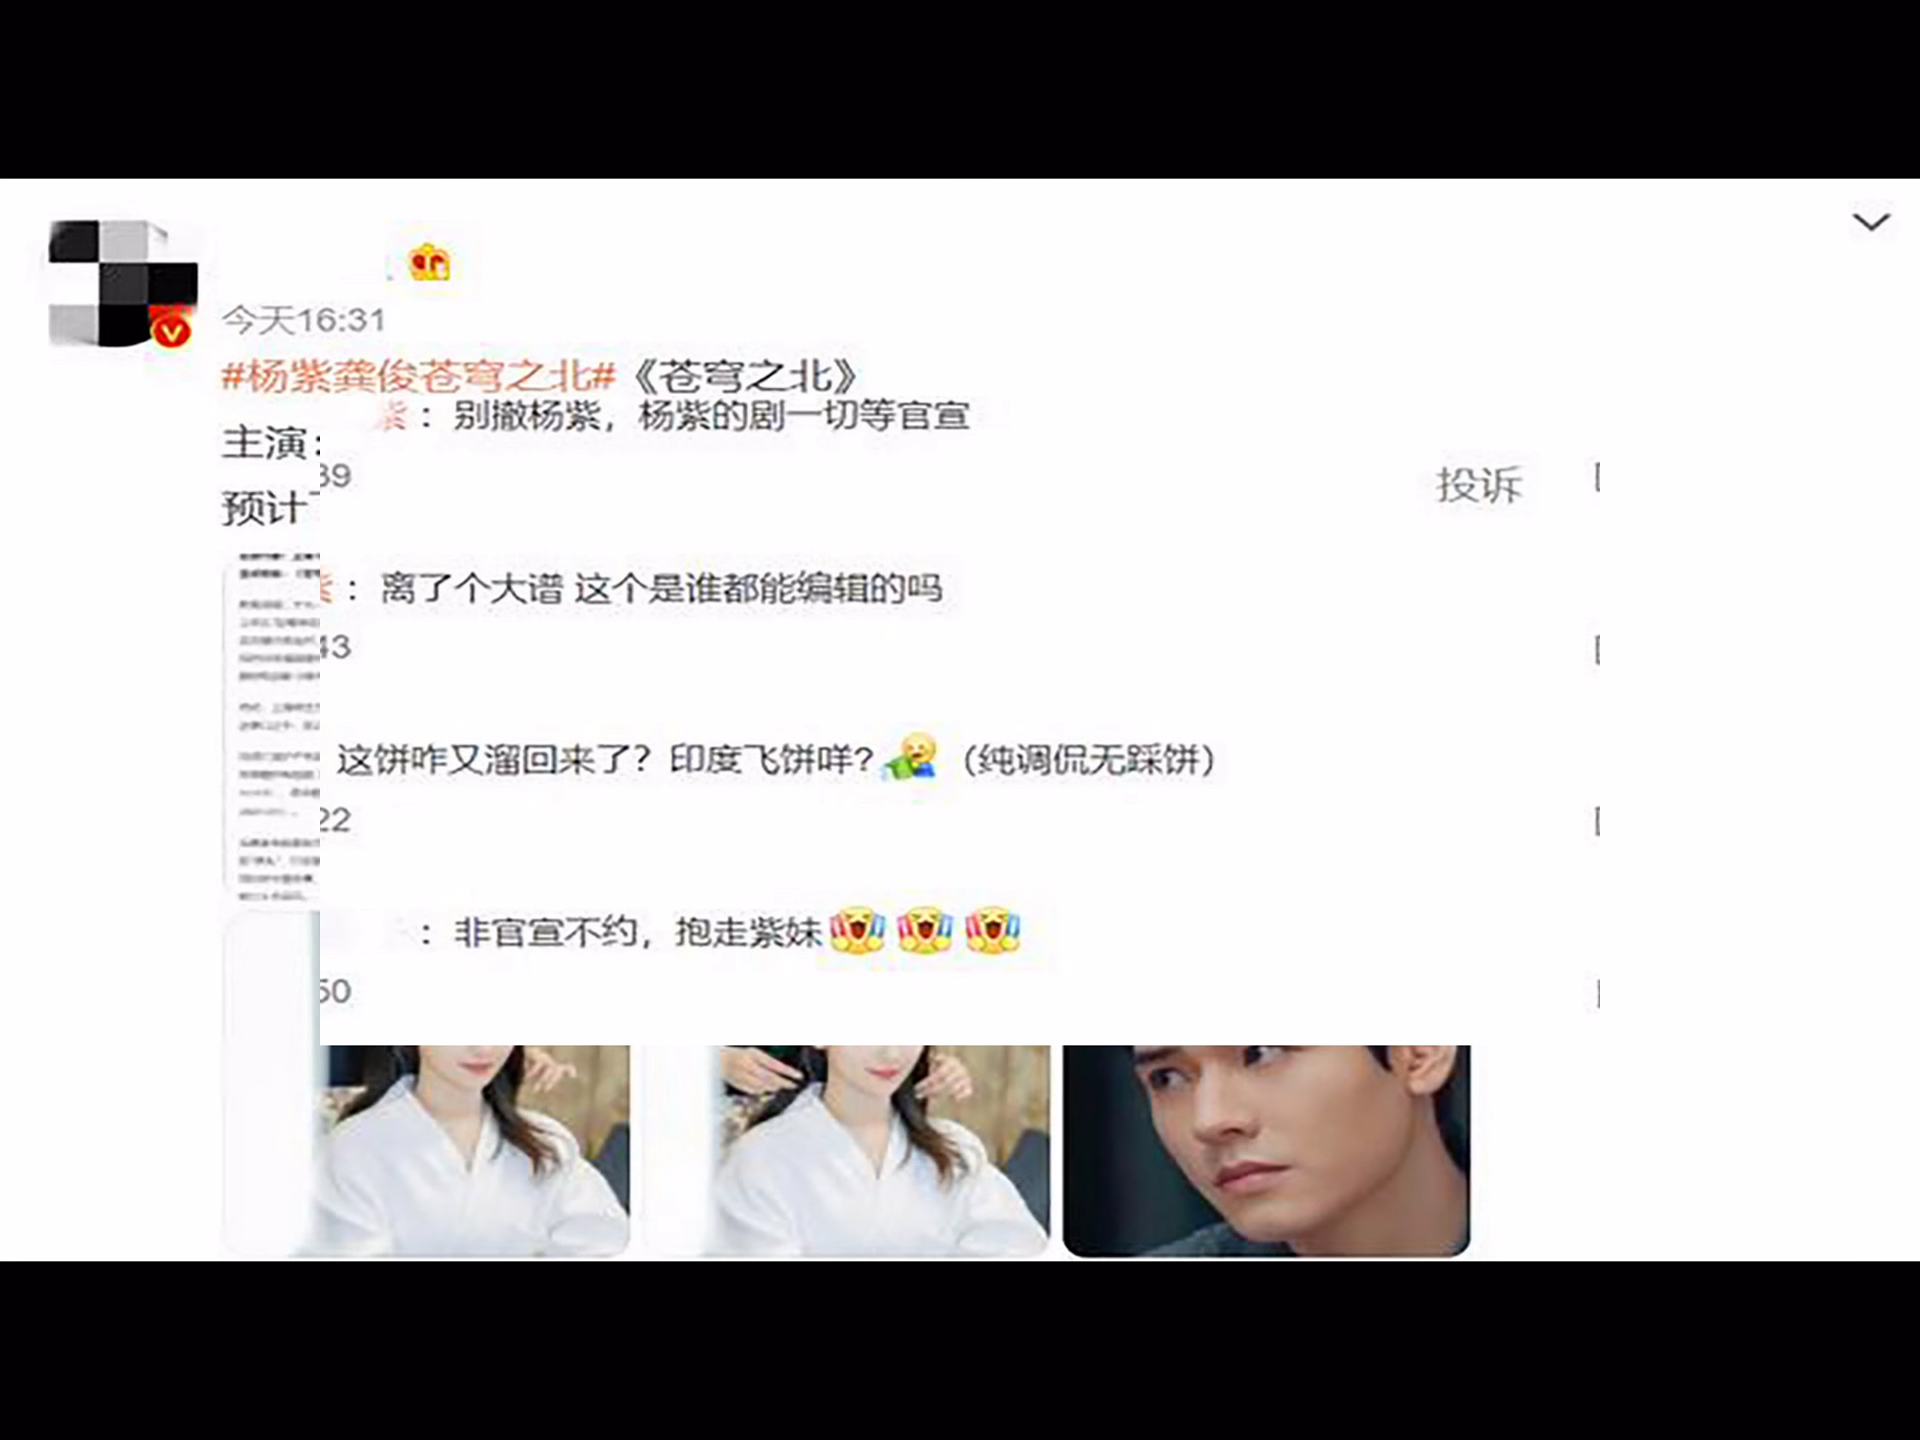 今天16:31
#杨紫龚俊苍穹之北#《苍穹之北》
紫：别撤杨紫，杨紫的剧一切等官宣
主演：
39
投诉
预计
：离了个大谱 这个是谁都能编辑的吗
43
这饼咋又溜回来了？印度飞饼咩？（纯调侃无踩饼）
22
：非官宣不约，抱走紫妹
50